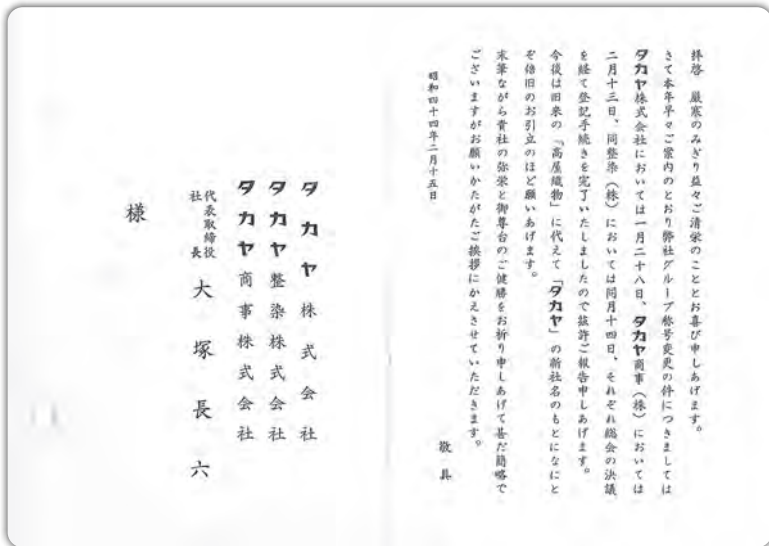 拝啓　厳寒のみぎり益々ご清栄のこととお喜び申しあげます。
さて本年早々ご案内のとおり弊社グループ称号変更の件につきましては
タカヤ株式会社においては一月二十八日、タカヤ商事（株）においては
二月十三日、同整染（株）においては同月十四日、それぞれ総会の決議
を経て登記手続きを完了いたしましたので茲許ご報告申しあげます。
今後は旧来の「高屋織物」に代えて「タカヤ」の新社名のもとになにと
ぞ倍旧のお引立のほど願いあげます。
末筆ながら貴社の弥栄と御尊台のご健勝をお祈り申しあげて甚だ簡略で
ございますがお願いかたがたご挨拶にかえさせていただきます。
敬具
昭和四十四年二月十五日
タカヤ株式会社
タカヤ整染株式会社
タカヤ商事株式会社
代表取締役
社長　大塚長六
様